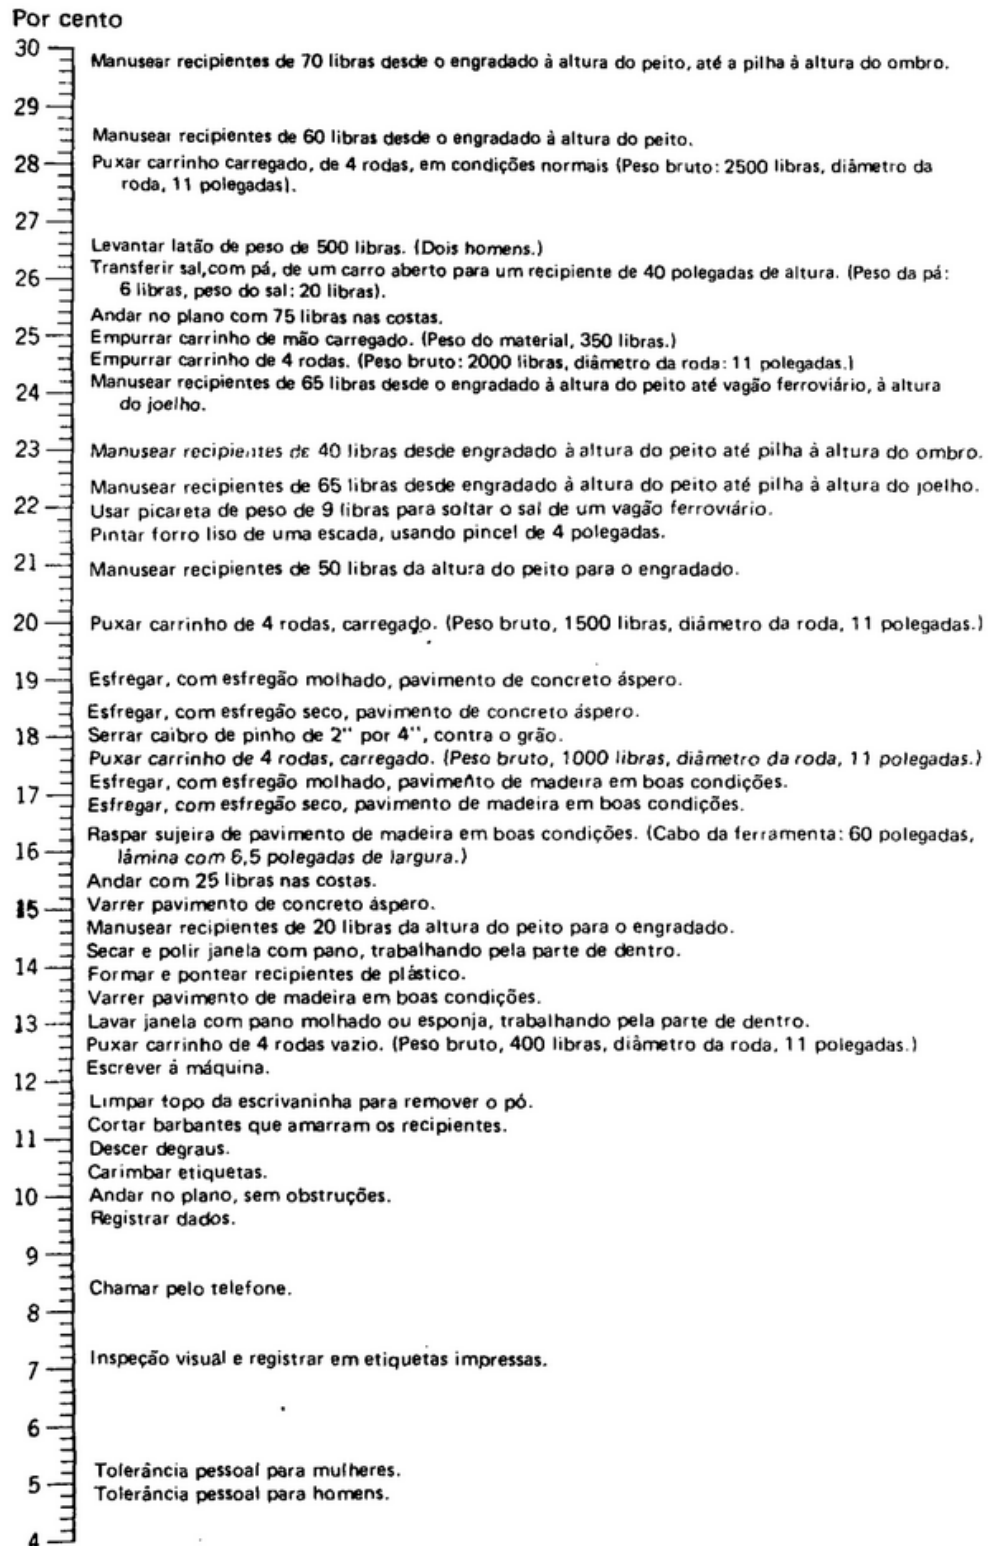 Por cento
30
Manusear recipientes de 70 libras desde o engradado à altura do peito, até a pilha à altura do ombro.
29
Manusear recipientes de 60 libras desde o engradado à altura do peito.
28
Puxar carrinho carregado, de 4 rodas, em condições normais (Peso bruto: 2500 libras, diâmetro da
roda, 11 polegadas).
27
Levantar latão de peso de 500 libras. (Dois homens.)
26
Transferir sal,com pá, de um carro aberto para um recipiente de 40 polegadas de altura. (Peso da pá:
6 libras, peso do sal: 20 libras).
Andar no plano com 75 libras nas costas.
25
Empurrar carrinho de mão carregado. (Peso do material, 350 libras.)
Empurrar carrinho de 4 rodas. (Peso bruto: 2000 libras, diâmetro da roda: 11 polegadas.)
24
Manusear recipientes de 65 libras desde o engradado à altura do peito até vagão ferroviário, à altura
do joelho.
23
Manusear recipientes de 40 libras desde engradado à altura do peito até pilha à altura do ombro.
Manusear recipientes de 65 libras desde engradado à altura do peito até pilha à altura do joelho.
22
Usar picareta de peso de 9 libras para soltar o sal de um vagão ferroviário.
Pintar forro liso de uma escada, usando pincel de 4 polegadas.
21
Manusear recipientes de 50 libras da altura do peito para o engradado.
20
Puxar carrinho de 4 rodas, carregado. (Peso bruto, 1500 libras, diâmetro da roda, 11 polegadas.)
19
Esfregar, com esfregão molhado, pavimento de concreto áspero.
Esfregar, com esfregão seco, pavimento de concreto áspero.
18
Serrar caibro de pinho de 2" por 4", contra o grão.
Puxar carrinho de 4 rodas, carregado. (Peso bruto, 1000 libras, diâmetro da roda, 11 polegadas.)
Esfregar, com esfregão molhado, pavimento de madeira em boas condições.
17
Esfregar, com esfregão seco, pavimento de madeira em boas condições.
Raspar sujeira de pavimento de madeira em boas condições. (Cabo da ferramenta: 60 polegadas,
16
lâmina com 6,5 polegadas de largura.)
Andar com 25 libras nas costas.
15
Varrer pavimento de concreto áspero.
Manusear recipientes de 20 libras da altura do peito para o engradado.
Secar e polir janela com pano, trabalhando pela parte de dentro.
14
Formar e pontear recipientes de plástico.
Varrer pavimento de madeira em boas condições.
13
Lavar janela com pano molhado ou esponja, trabalhando pela parte de dentro.
Puxar carrinho de 4 rodas vazio. (Peso bruto, 400 libras, diâmetro da roda, 11 polegadas.)
Escrever à máquina.
12
Limpar topo da escrivaninha para remover o pó.
Cortar barbantes que amarram os recipientes.
11
Descer degraus.
Carimbar etiquetas.
10
Andar no plano, sem obstruções.
Registrar dados.
9
Chamar pelo telefone.
8
Inspeção visual e registrar em etiquetas impressas.
7
6
Tolerância pessoal para mulheres.
5
Tolerância pessoal para homens.
4